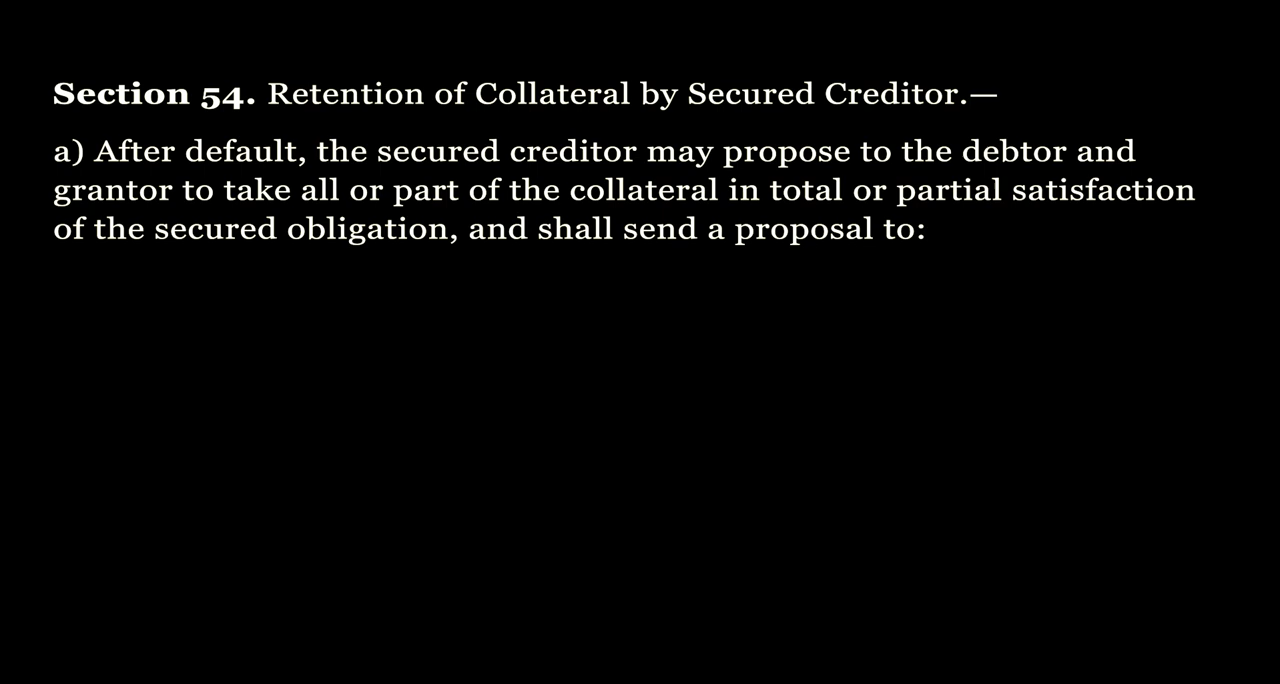 Section 54. Retention of Collateral by Secured Creditor.—
a) After default, the secured creditor may propose to the debtor and
grantor to take all or part of the collateral in total or partial satisfaction
of the secured obligation, and shall send a proposal to: